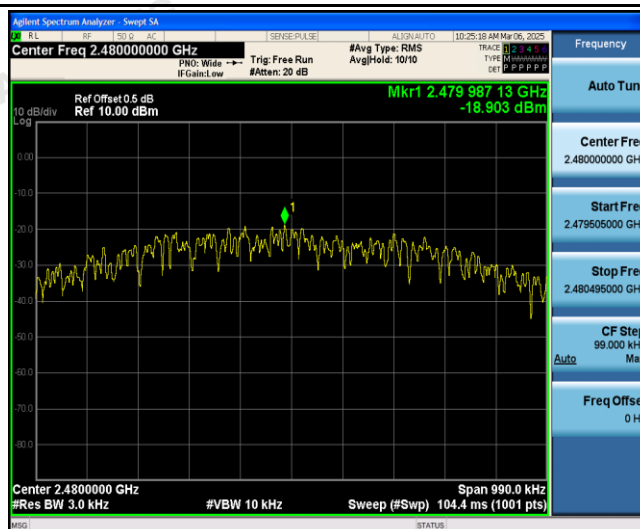 Agilent Spectrum Analyzer - Swept SA
RL RF 50 Ω AC SENSE:PULSE ALIGNAUTO 10:25:18 AM Mar 06, 2025
Center Freq 2.480000000 GHz
PNO: Wide
IFGain:Low
Trig: Free Run
#Atten: 20 dB
#Avg Type: RMS
Avg|Hold: 10/10
TRACE 1 2 3 4 5 6
TYPE M
DET P P P P P P
Ref Offset 0.5 dB
Ref 10.00 dBm
Mkr1 2.479 987 13 GHz
-18.903 dBm
10 dB/div
Log
0.00
-10.0
-20.0
-30.0
-40.0
-50.0
-60.0
-70.0
-80.0
1
Center 2.4800000 GHz
Span 990.0 kHz
#Res BW 3.0 kHz
#VBW 10 kHz
Sweep (#Swp) 104.4 ms (1001 pts)
MSG
STATUS
Frequency
Auto Tun
Center Fre
2.480000000 GH
Start Fre
2.479505000 GH
Stop Fre
2.480495000 GH
CF Step
99.000 kH
Auto Ma
Freq Offse
0 H